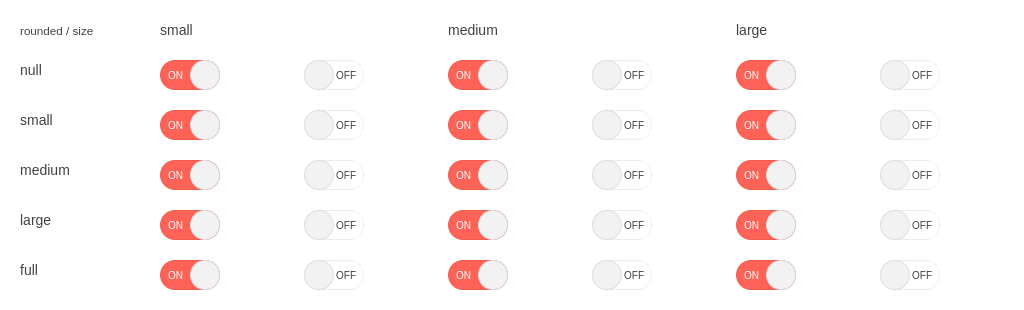 rounded / size small medium large
null ON OFF ON OFF ON OFF
small ON OFF ON OFF ON OFF
medium ON OFF ON OFF ON OFF
large ON OFF ON OFF ON OFF
full ON OFF ON OFF ON OFF